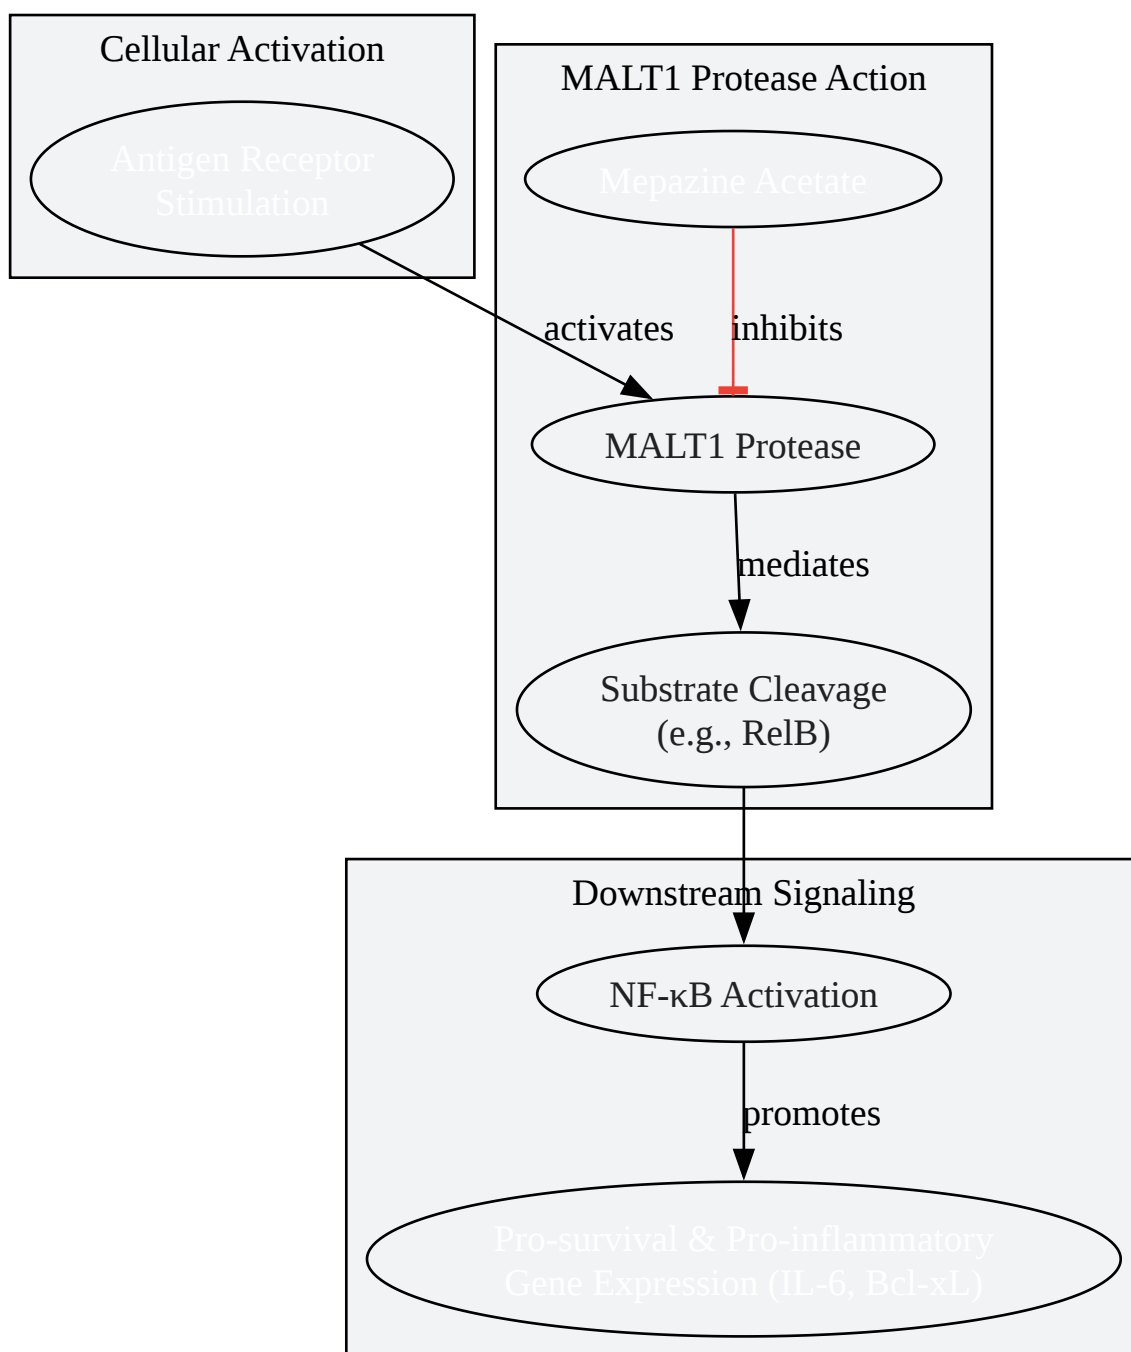 Cellular Activation
Antigen Receptor
Stimulation
MALT1 Protease Action
Mepazine Acetate
activates
inhibits
MALT1 Protease
mediates
Substrate Cleavage
(e.g., RelB)
Downstream Signaling
NF-κB Activation
promotes
Pro-survival & Pro-inflammatory
Gene Expression (IL-6, Bcl-xL)